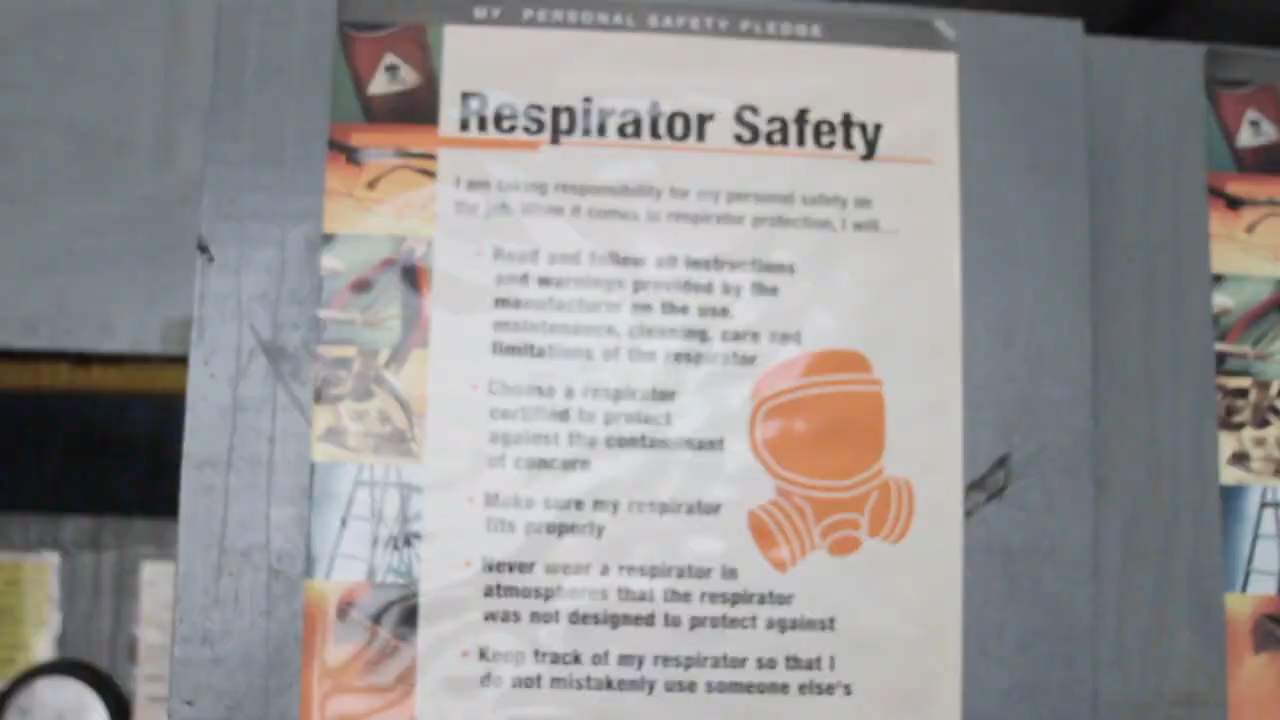 MY PERSONAL SAFETY PLEDGE
Respirator Safety
I am taking responsibility for my personal safety on
the job. When it comes to respirator protection, I will...
Read and follow all instructions
and warnings provided by the
manufacturer on the use,
maintenance, cleaning, care and
limitations of the respirator
Choose a respirator
certified to protect
against the contaminant
of concern
Make sure my respirator
fits properly
Never wear a respirator in
atmospheres that the respirator
was not designed to protect against
Keep track of my respirator so that I
do not mistakenly use someone else's